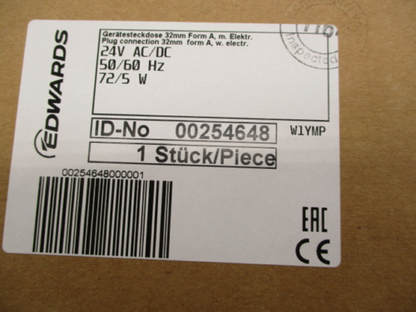 EDWARDS
Gerätesteckdose 32mm Form A, m. Elektr.
Plug connection 32mm form A, w. electr.
24V AC/DC
50/60 Hz
72/5 W
Inspected
ID-No 00254648
W1YMP
1 Stück/Piece
00254648000001
EAC
CE